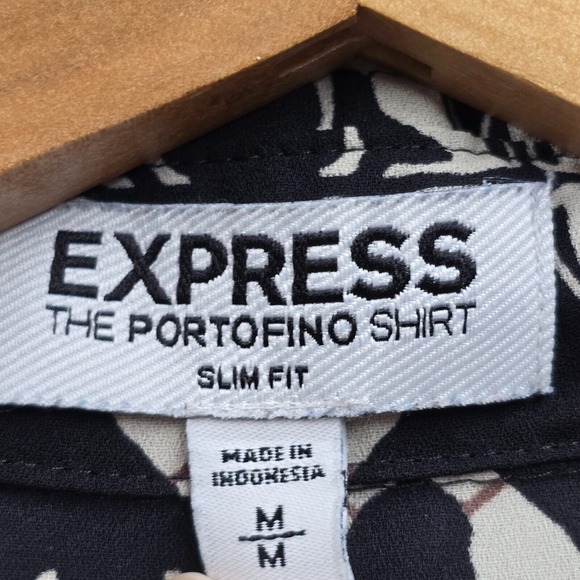 EXPRESS
THE PORTOFINO SHIRT
SLIM FIT
MADE IN
INDONESIA
M
M